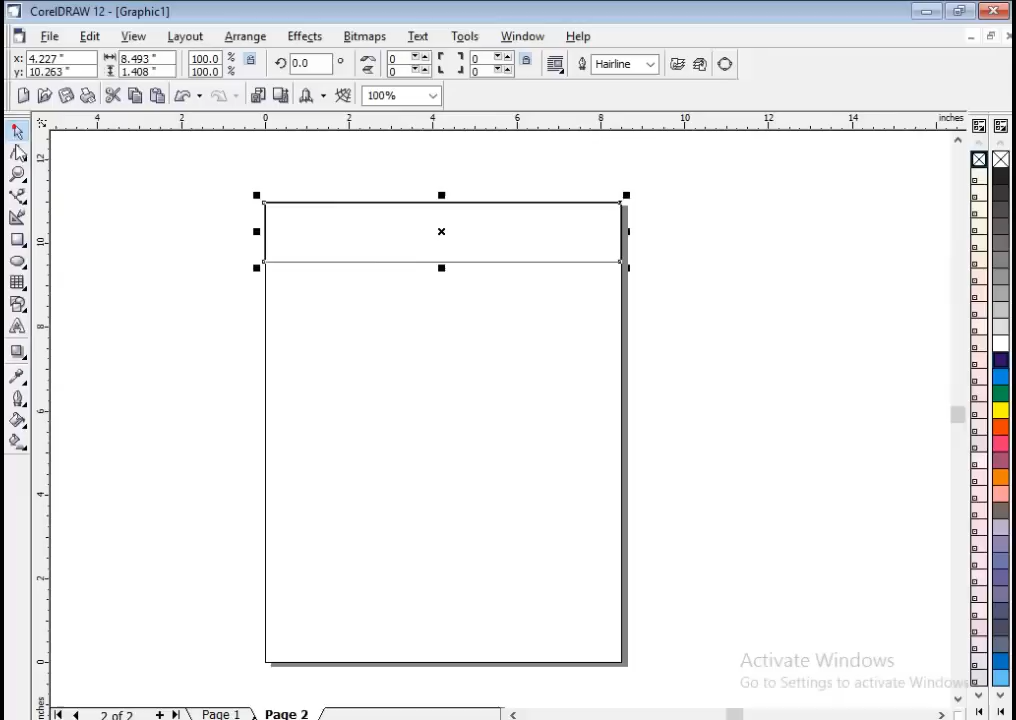 CorelDRAW 12 - [Graphic1]
File Edit View Layout Arrange Effects Bitmaps Text Tools Window Help
x: 4.227 " 8.493 " 100.0 % 0.0 ° 0 0 Hairline
y: 10.263 " 1.408 " 100.0 % 0 0
100%
4 2 0 2 4 6 8 10 12 14 inches
12
10
8
6
4
2
0
inches
Activate Windows
Go to Settings to activate Windows
2 of 2 Page 1 Page 2